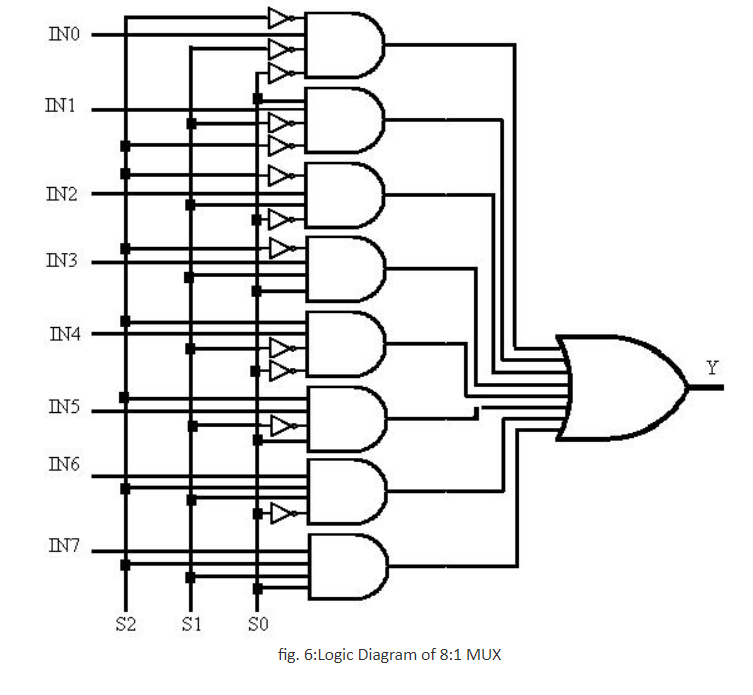 IN0
IN1
IN2
IN3
IN4
IN5
IN6
IN7
Y
S2 S1 S0
fig. 6:Logic Diagram of 8:1 MUX